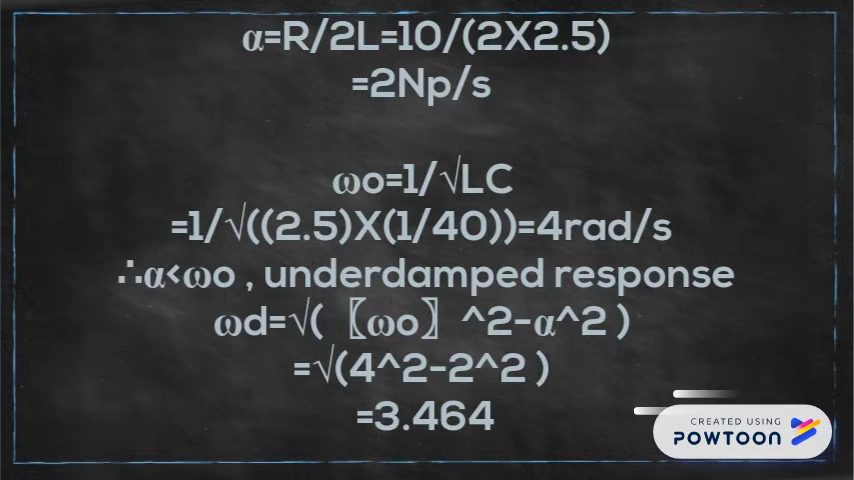 α=R/2L=10/(2X2.5)
=2Np/s
ωo=1/√LC
=1/√((2.5)X(1/40))=4rad/s
∴α<ωo , underdamped response
ωd=√( 〖ωo〗 ^2-α^2 )
=√(4^2-2^2 )
=3.464
CREATED USING
POWTOON